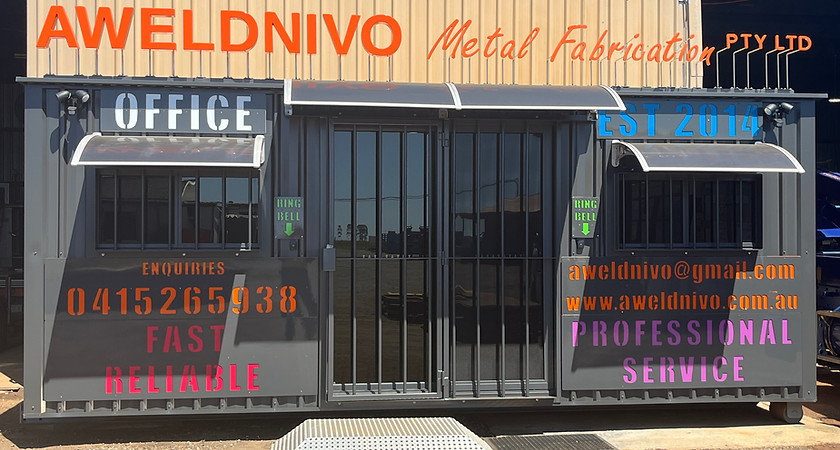 AWELDNIVO Metal Fabrication PTY LTD
OFFICE
EST 2014
RING
BELL
RING
BELL
ENQUIRIES
0415265938
FAST
RELIABLE
aweldnivo@gmail.com
www.aweldnivo.com.au
PROFESSIONAL
SERVICE